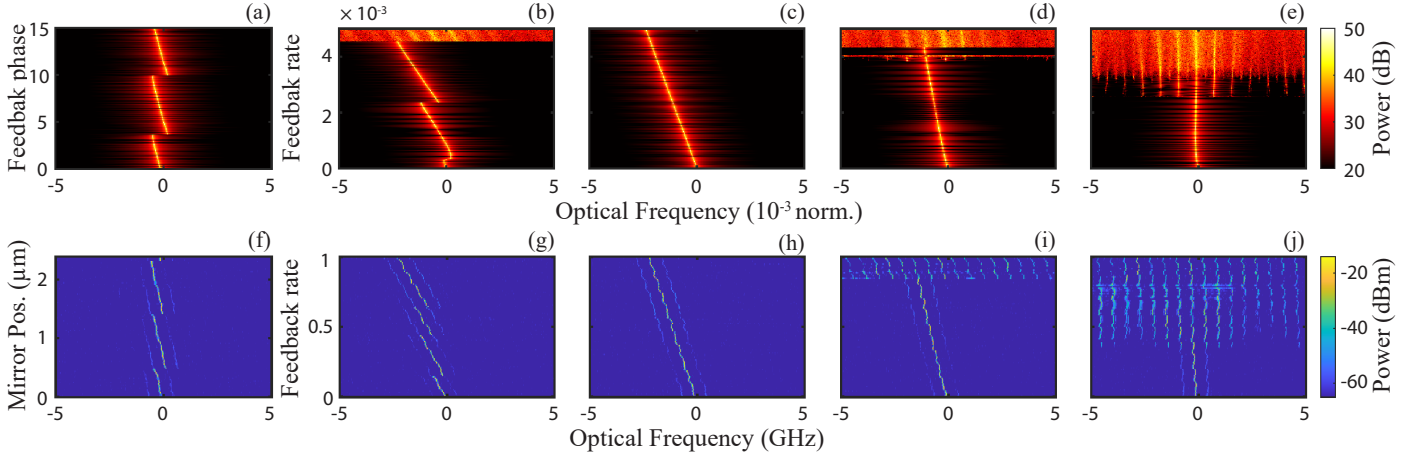 (a) (b) (c) (d) (e)
× 10⁻³
Feedbak phase
15
10
5
0
-5 0 5
Feedbak rate
4
2
0
-5 0 5
-5 0 5
-5 0 5
-5 0 5
50
40
30
20
Power (dB)
Optical Frequency (10⁻³ norm.)
(f) (g) (h) (i) (j)
Mirror Pos. (μm)
2
1
0
-5 0 5
Feedback rate
1
0.5
0
-5 0 5
-5 0 5
-5 0 5
-5 0 5
-20
-40
-60
Power (dBm)
Optical Frequency (GHz)